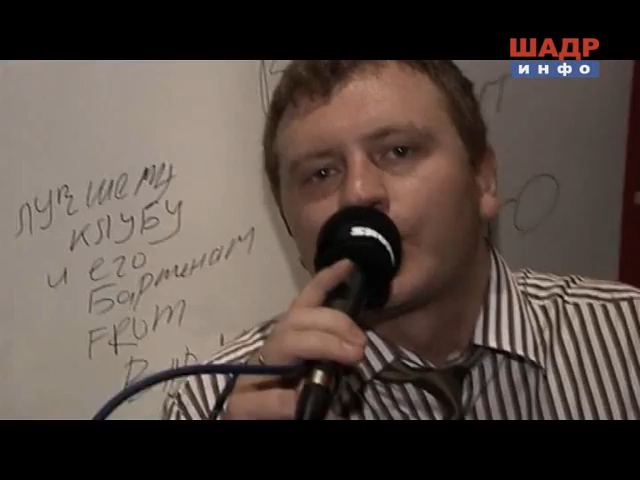 ШАДР
инфо
лучшему
клубу
и его
Барменам
FROM